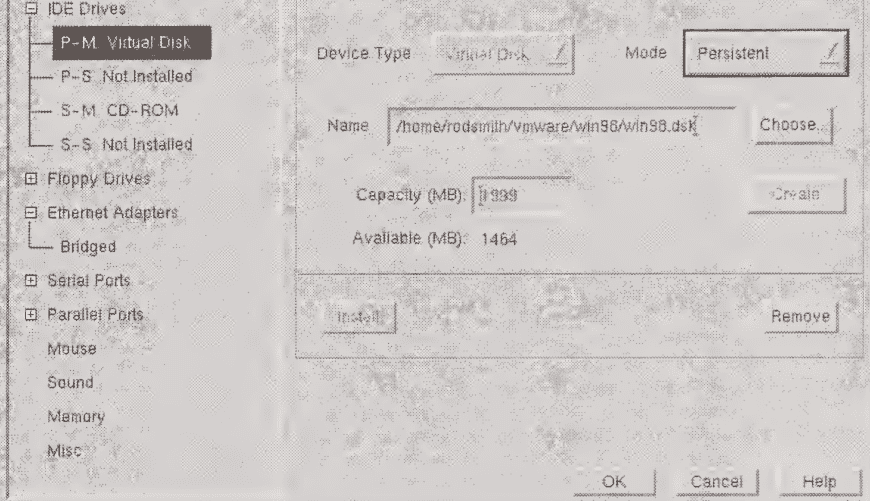 IDE Drives
P-M Virtual Disk
P-S Not Installed
S-M CD-ROM
S-S Not Installed
Floppy Drives
Ethernet Adapters
Bridged
Serial Ports
Parallel Ports
Mouse
Sound
Memory
Misc
Device Type Virtual Disk Mode Persistent
Name /home/rodsmith/vmware/win98/win98.dsk Choose...
Capacity (MB): 1999 Create
Available (MB): 1464
Install Remove
OK Cancel Help